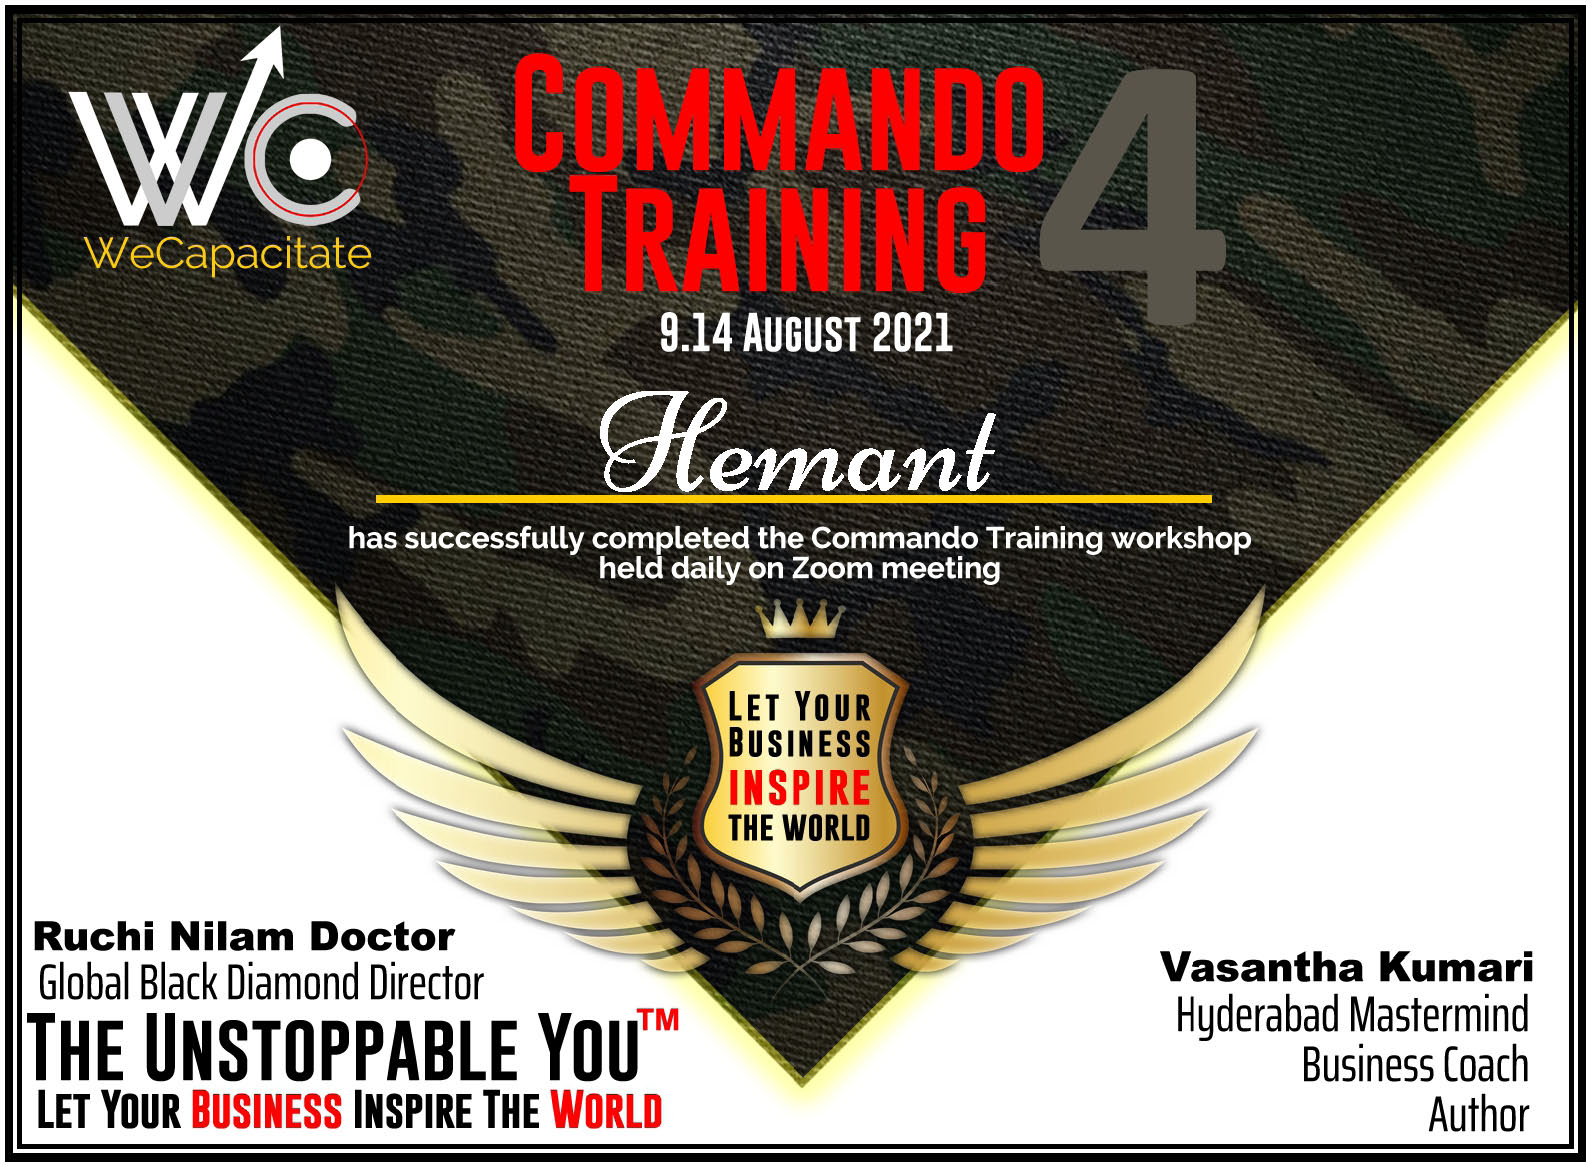 WC
WeCapacitate
COMMANDO
TRAINING
4
9.14 AUGUST 2021
Hemant
has successfully completed the Commando Training workshop
held daily on Zoom meeting
LET YOUR
BUSINESS
INSPIRE
THE WORLD
Ruchi Nilam Doctor
Global Black Diamond Director
THE UNSTOPPABLE YOU™
LET YOUR BUSINESS INSPIRE THE WORLD
Vasantha Kumari
Hyderabad Mastermind
Business Coach
Author